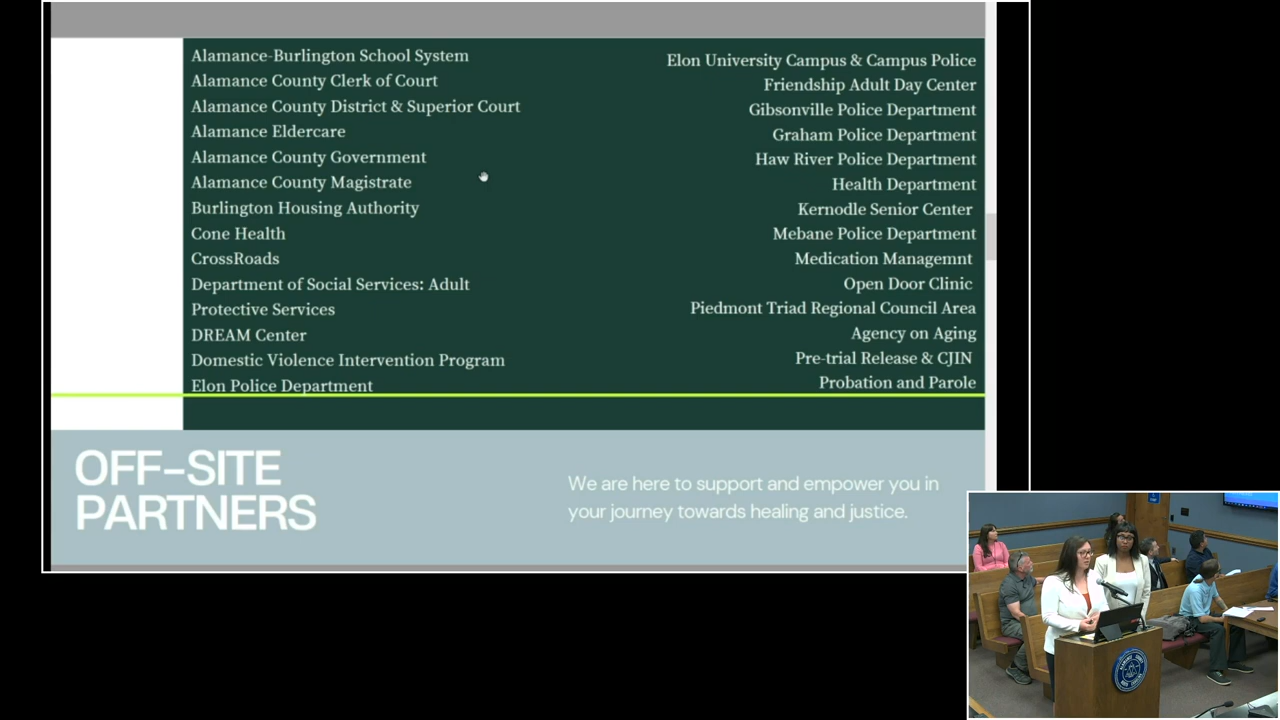 Alamance-Burlington School System
Alamance County Clerk of Court
Alamance County District & Superior Court
Alamance Eldercare
Alamance County Government
Alamance County Magistrate
Burlington Housing Authority
Cone Health
CrossRoads
Department of Social Services: Adult
Protective Services
DREAM Center
Domestic Violence Intervention Program
Elon Police Department
Elon University Campus & Campus Police
Friendship Adult Day Center
Gibsonville Police Department
Graham Police Department
Haw River Police Department
Health Department
Kernodle Senior Center
Mebane Police Department
Medication Managemnt
Open Door Clinic
Piedmont Triad Regional Council Area
Agency on Aging
Pre-trial Release & CJIN
Probation and Parole
OFF-SITE
PARTNERS
We are here to support and empower you in
your journey towards healing and justice.